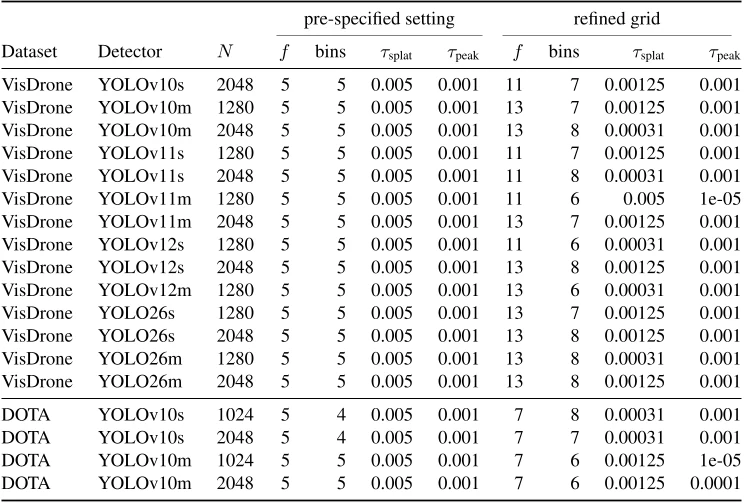 pre-specified setting refined grid
Dataset Detector N f bins τsplat τpeak f bins τsplat τpeak
VisDrone YOLOv10s 2048 5 5 0.005 0.001 11 7 0.00125 0.001
VisDrone YOLOv10m 1280 5 5 0.005 0.001 13 7 0.00125 0.001
VisDrone YOLOv10m 2048 5 5 0.005 0.001 13 8 0.00031 0.001
VisDrone YOLOv11s 1280 5 5 0.005 0.001 11 7 0.00125 0.001
VisDrone YOLOv11s 2048 5 5 0.005 0.001 11 8 0.00031 0.001
VisDrone YOLOv11m 1280 5 5 0.005 0.001 11 6 0.005 1e-05
VisDrone YOLOv11m 2048 5 5 0.005 0.001 13 7 0.00125 0.001
VisDrone YOLOv12s 1280 5 5 0.005 0.001 11 6 0.00031 0.001
VisDrone YOLOv12s 2048 5 5 0.005 0.001 13 8 0.00125 0.001
VisDrone YOLOv12m 1280 5 5 0.005 0.001 13 6 0.00031 0.001
VisDrone YOLO26s 1280 5 5 0.005 0.001 13 7 0.00125 0.001
VisDrone YOLO26s 2048 5 5 0.005 0.001 13 8 0.00125 0.001
VisDrone YOLO26m 1280 5 5 0.005 0.001 13 8 0.00031 0.001
VisDrone YOLO26m 2048 5 5 0.005 0.001 13 8 0.00125 0.001
DOTA YOLOv10s 1024 5 4 0.005 0.001 7 8 0.00031 0.001
DOTA YOLOv10s 2048 5 4 0.005 0.001 7 7 0.00031 0.001
DOTA YOLOv10m 1024 5 5 0.005 0.001 7 6 0.00125 1e-05
DOTA YOLOv10m 2048 5 5 0.005 0.001 7 6 0.00125 0.0001